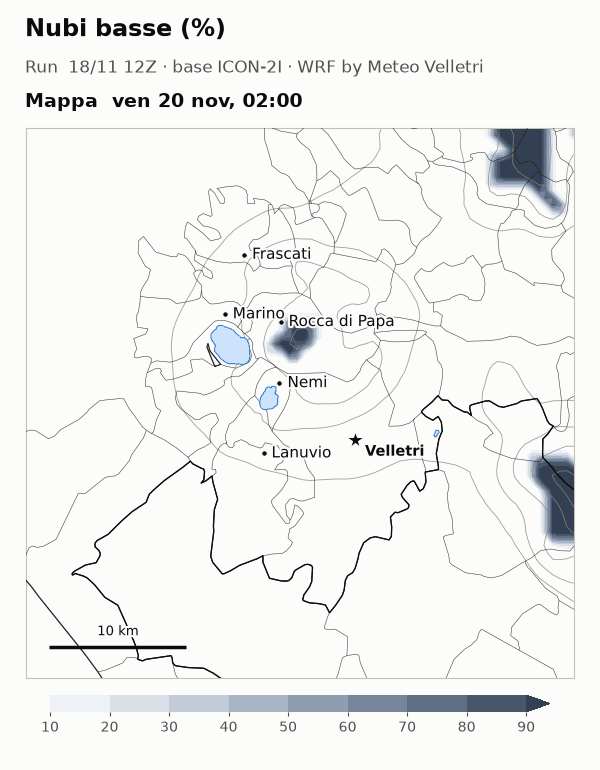 Nubi basse (%)
Run  18/11 12Z · base ICON-2I · WRF by Meteo Velletri
Mappa  ven 20 nov, 02:00
Frascati
Marino
Rocca di Papa
Nemi
Velletri
Lanuvio
10 km
10 20 30 40 50 60 70 80 90